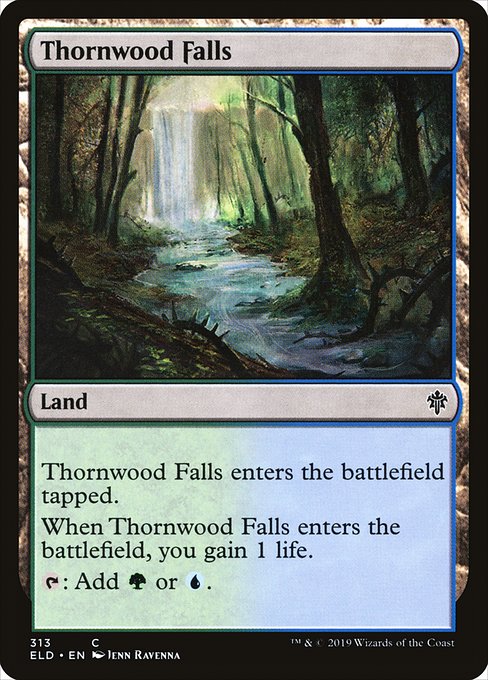 Thornwood Falls
Land
Thornwood Falls enters the battlefield
tapped.
When Thornwood Falls enters the
battlefield, you gain 1 life.
: Add or .
313 C
ELD • EN Jenn Ravenna
™ & © 2019 Wizards of the Coast